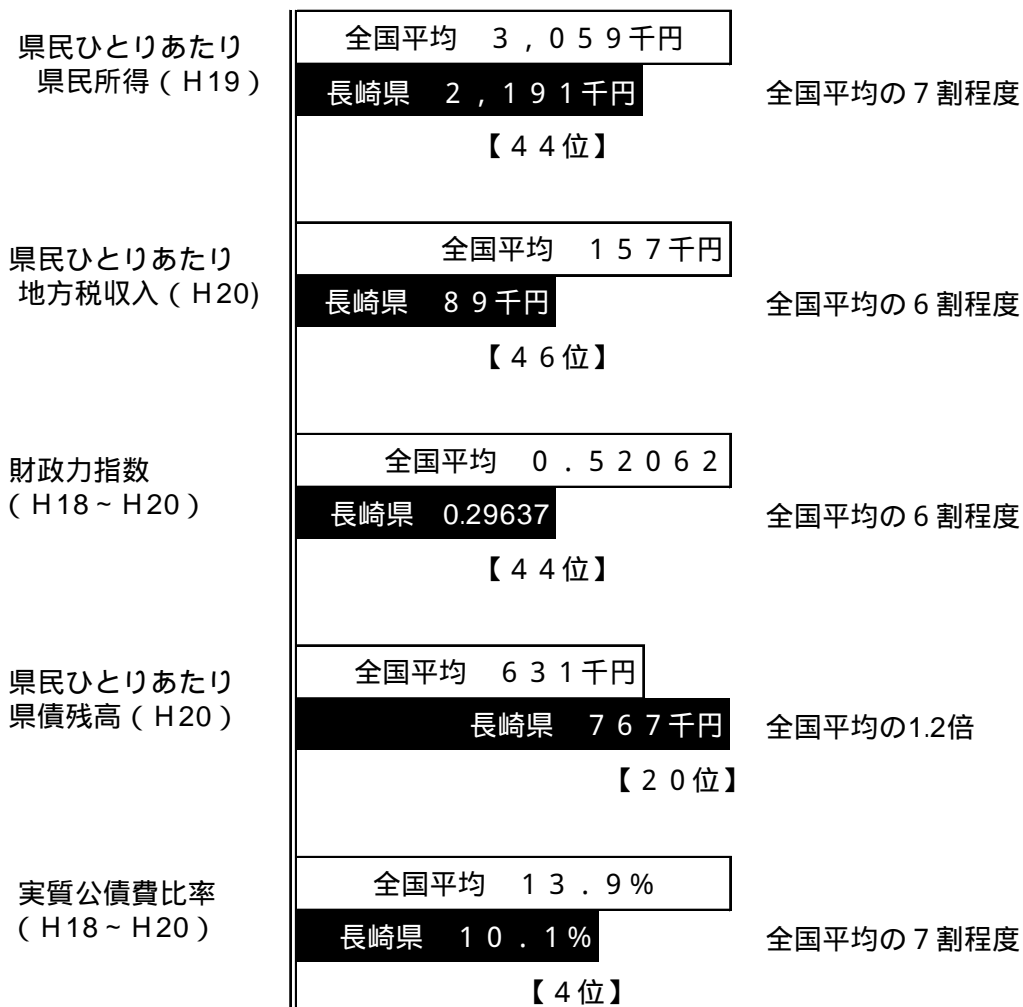 県民ひとりあたり
県民所得（H19）
全国平均　３,０５９千円
長崎県　２,１９１千円
全国平均の７割程度
【４４位】
県民ひとりあたり
地方税収入（H20)
全国平均　１５７千円
長崎県　８９千円
全国平均の６割程度
【４６位】
財政力指数
（H18～H20）
全国平均　０.５２０６２
長崎県　0.29637
全国平均の６割程度
【４４位】
県民ひとりあたり
県債残高（H20）
全国平均　６３１千円
長崎県　７６７千円
全国平均の1.2倍
【２０位】
実質公債費比率
（H18～H20）
全国平均　１３.９%
長崎県　１０.１%
全国平均の７割程度
【４位】